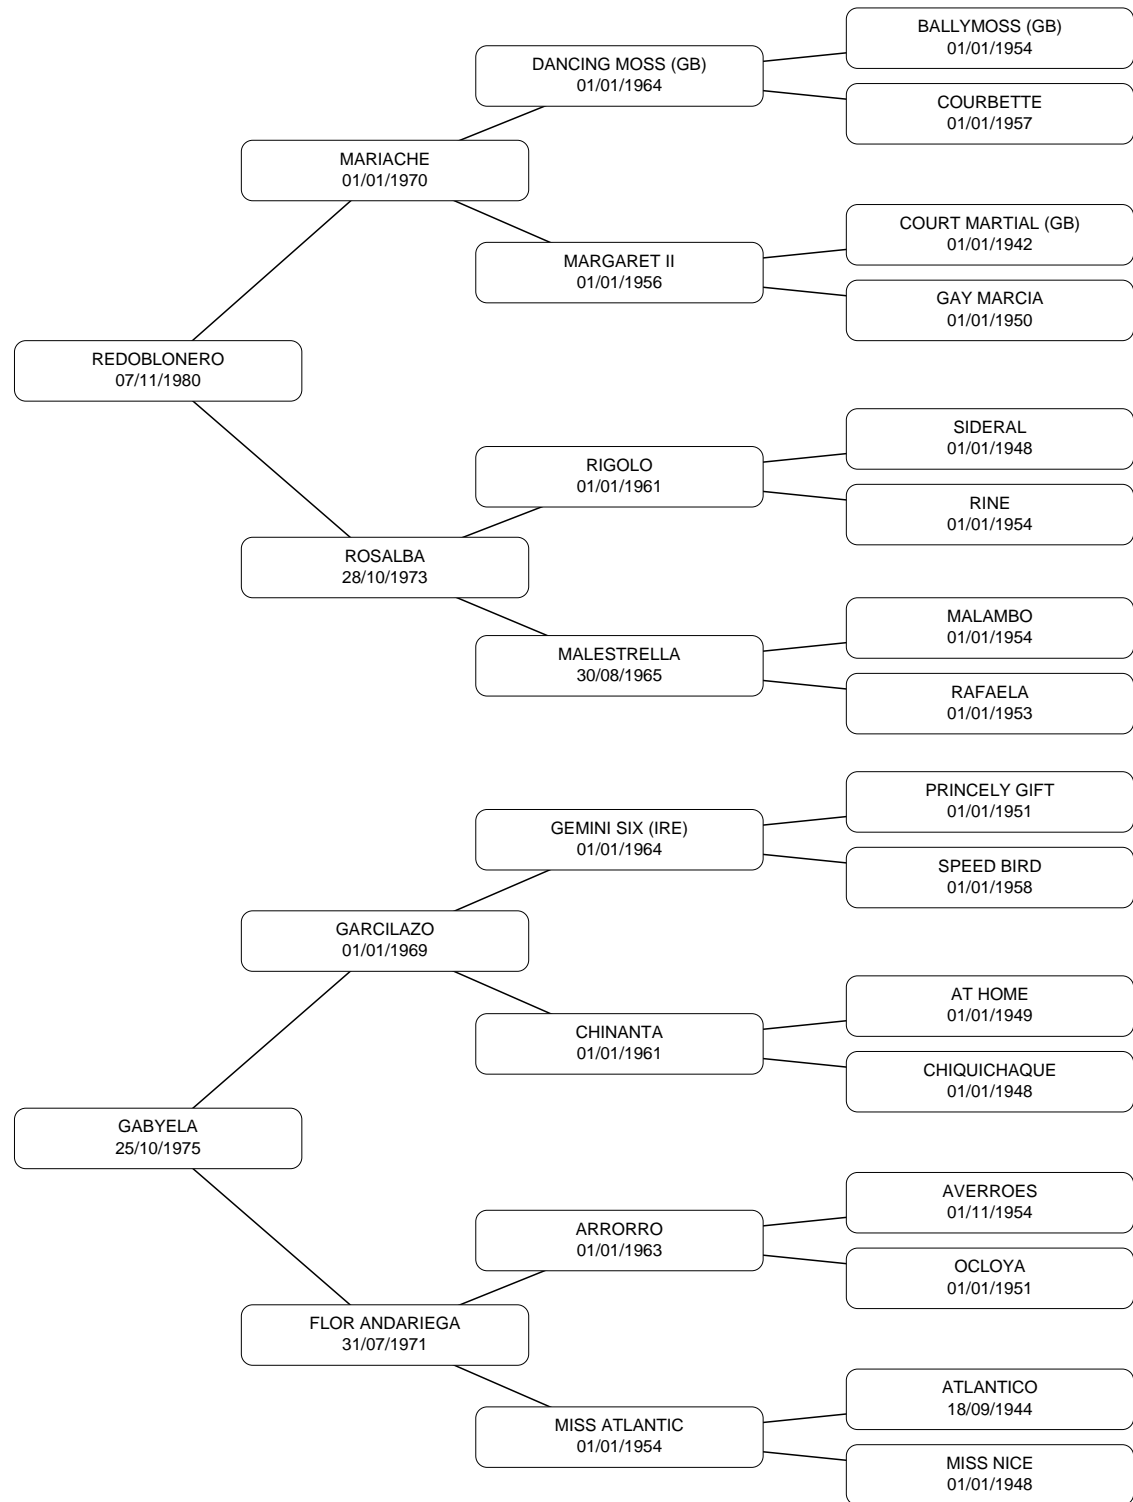 BALLYMOSS (GB)
01/01/1954
DANCING MOSS (GB)
01/01/1964
COURBETTE
01/01/1957
MARIACHE
01/01/1970
COURT MARTIAL (GB)
01/01/1942
MARGARET II
01/01/1956
GAY MARCIA
01/01/1950
REDOBLONERO
07/11/1980
SIDERAL
01/01/1948
RIGOLO
01/01/1961
RINE
01/01/1954
ROSALBA
28/10/1973
MALAMBO
01/01/1954
MALESTRELLA
30/08/1965
RAFAELA
01/01/1953
PRINCELY GIFT
01/01/1951
GEMINI SIX (IRE)
01/01/1964
SPEED BIRD
01/01/1958
GARCILAZO
01/01/1969
AT HOME
01/01/1949
CHINANTA
01/01/1961
CHIQUICHAQUE
01/01/1948
GABYELA
25/10/1975
AVERROES
01/11/1954
ARRORRO
01/01/1963
OCLOYA
01/01/1951
FLOR ANDARIEGA
31/07/1971
ATLANTICO
18/09/1944
MISS ATLANTIC
01/01/1954
MISS NICE
01/01/1948